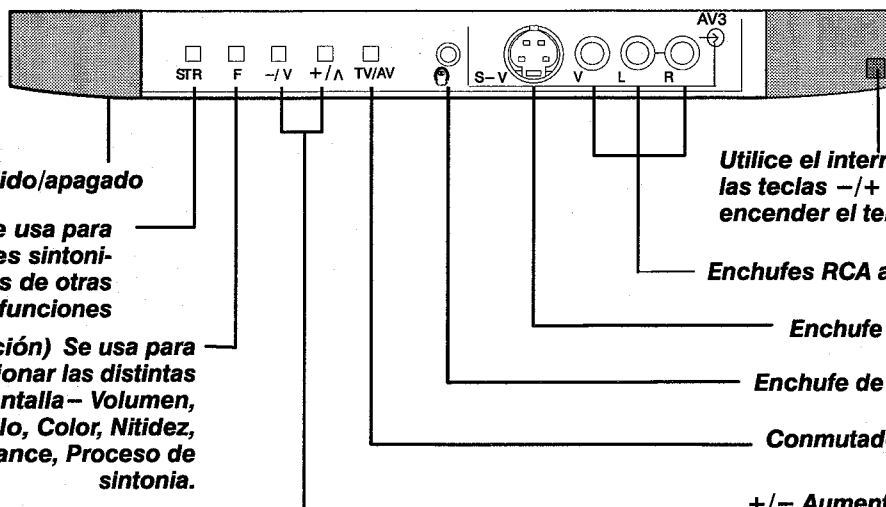 AV3
STR F −/V +/∧ TV/AV S−V V L R
ido/apagado
e usa para
es sintoni-
s de otras
funciones
ción) Se usa para
ionar las distintas
ntalla− Volumen,
lo, Color, Nitidez,
ance, Proceso de
sintonia.
Utilice el interr
las teclas −/+
encender el te
Enchufes RCA a
Enchufe
Enchufe de
Conmutad
+/− Aument